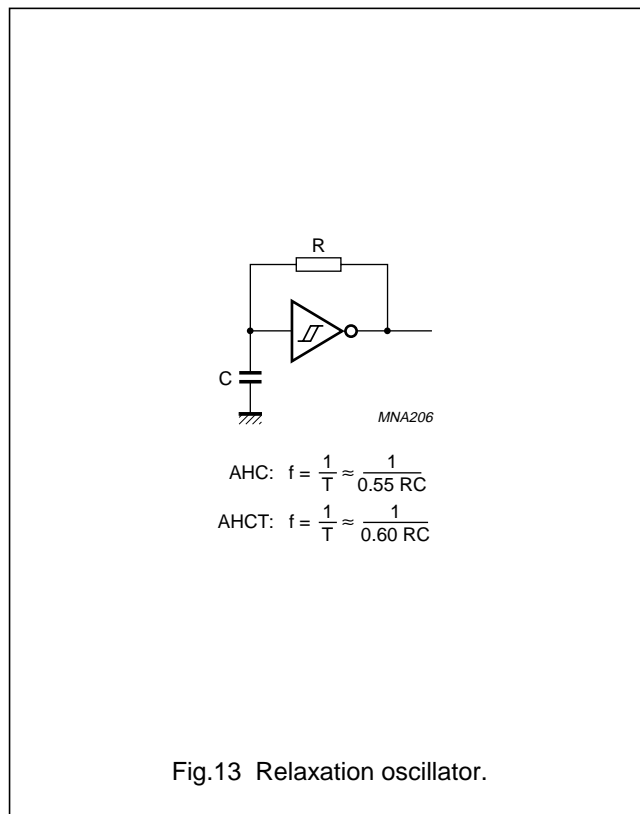 R
C
MNA206
AHC: f = 1/T ≈ 1/0.55 RC
AHCT: f = 1/T ≈ 1/0.60 RC
Fig.13 Relaxation oscillator.